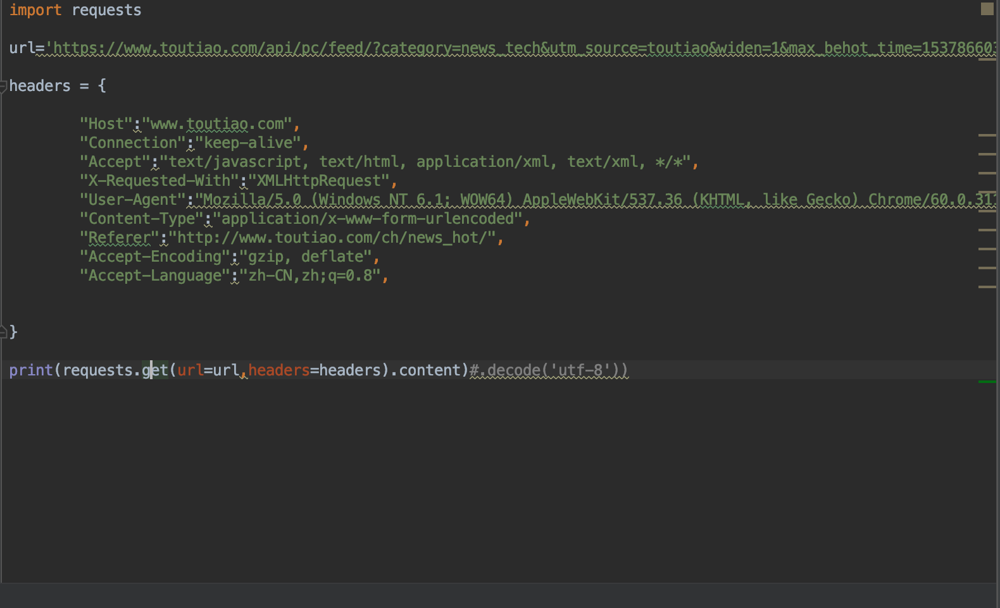 import requests
url='https://www.toutiao.com/api/pc/feed/?category=news_tech&utm_source=toutiao&widen=1&max_behot_time=153786603
headers = {
"Host":"www.toutiao.com",
"Connection":"keep-alive",
"Accept":"text/javascript, text/html, application/xml, text/xml, */*",
"X-Requested-With":"XMLHttpRequest",
"User-Agent":"Mozilla/5.0 (Windows NT 6.1; WOW64) AppleWebKit/537.36 (KHTML, like Gecko) Chrome/60.0.311
"Content-Type":"application/x-www-form-urlencoded",
"Referer":"http://www.toutiao.com/ch/news_hot/",
"Accept-Encoding":"gzip, deflate",
"Accept-Language":"zh-CN,zh;q=0.8",
}
print(requests.get(url=url,headers=headers).content)#.decode('utf-8'))